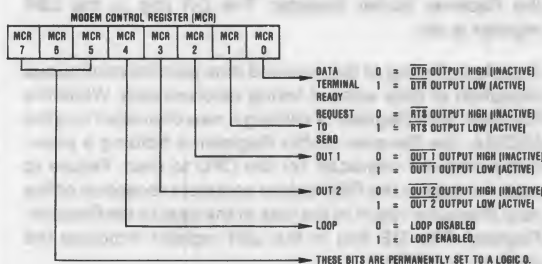 MODEM CONTROL REGISTER (MCR)
MCR 7 MCR 6 MCR 5 MCR 4 MCR 3 MCR 2 MCR 1 MCR 0
DATA TERMINAL READY 0 = DTR OUTPUT HIGH (INACTIVE)
1 = DTR OUTPUT LOW (ACTIVE)
REQUEST TO SEND 0 = RTS OUTPUT HIGH (INACTIVE)
1 = RTS OUTPUT LOW (ACTIVE)
OUT 1 0 = OUT 1 OUTPUT HIGH (INACTIVE)
1 = OUT 1 OUTPUT LOW (ACTIVE)
OUT 2 0 = OUT 2 OUTPUT HIGH (INACTIVE)
1 = OUT 2 OUTPUT LOW (ACTIVE)
LOOP 0 = LOOP DISABLED
1 = LOOP ENABLED.
THESE BITS ARE PERMANENTLY SET TO A LOGIC 0.